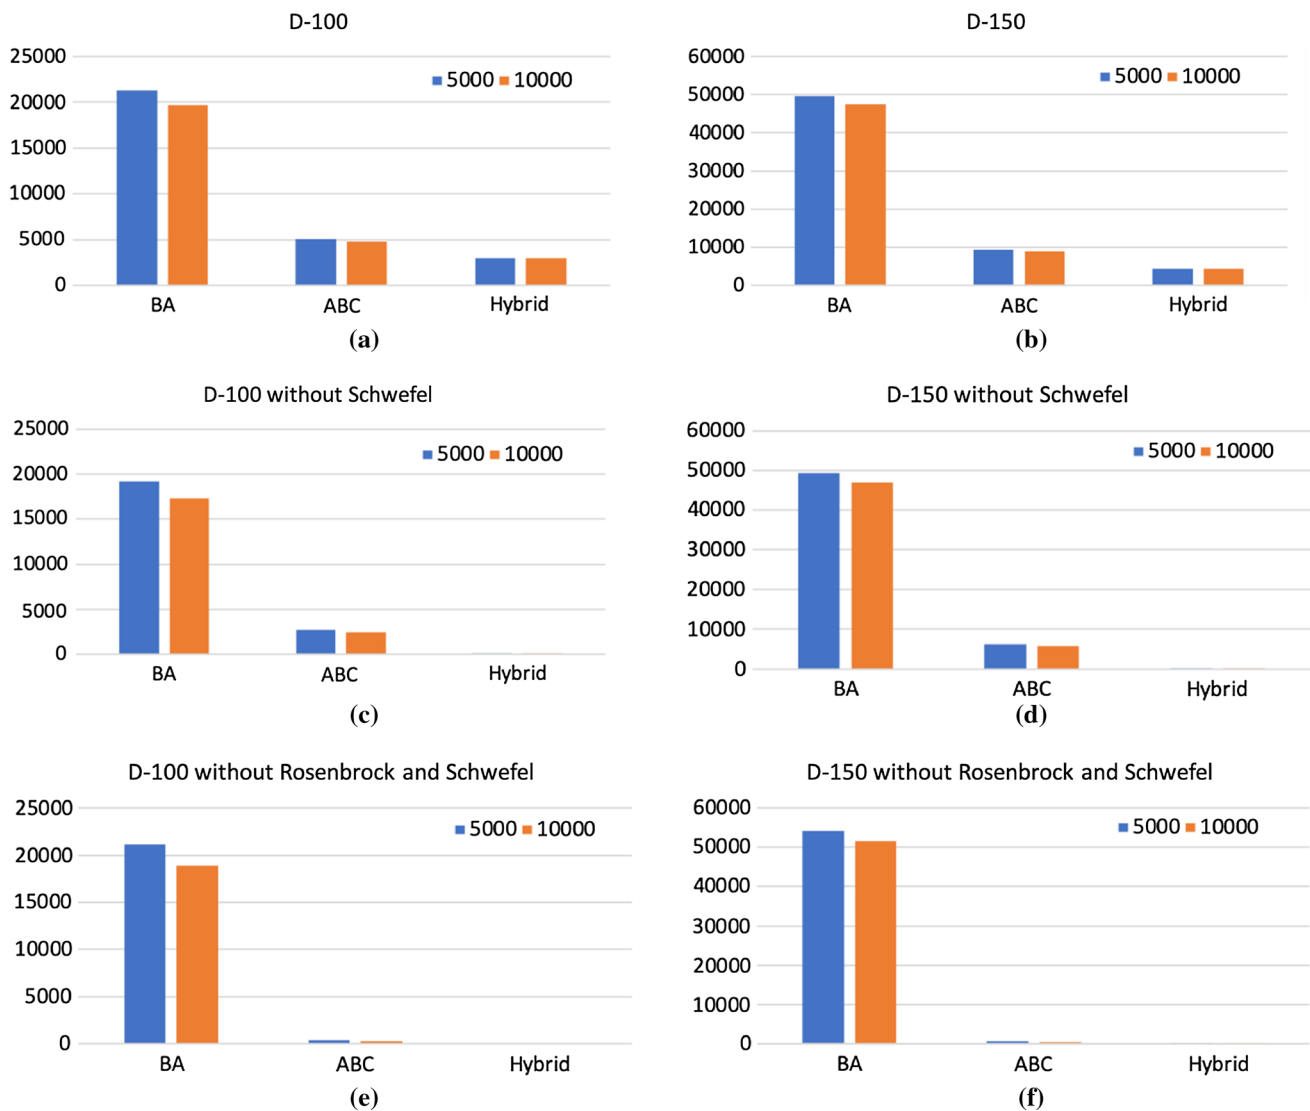 D-100
25000
20000
15000
10000
5000
0
5000 10000
BA ABC Hybrid
(a)
D-150
60000
50000
40000
30000
20000
10000
0
5000 10000
BA ABC Hybrid
(b)
D-100 without Schwefel
25000
20000
15000
10000
5000
0
5000 10000
BA ABC Hybrid
(c)
D-150 without Schwefel
60000
50000
40000
30000
20000
10000
0
5000 10000
BA ABC Hybrid
(d)
D-100 without Rosenbrock and Schwefel
25000
20000
15000
10000
5000
0
5000 10000
BA ABC Hybrid
(e)
D-150 without Rosenbrock and Schwefel
60000
50000
40000
30000
20000
10000
0
5000 10000
BA ABC Hybrid
(f)